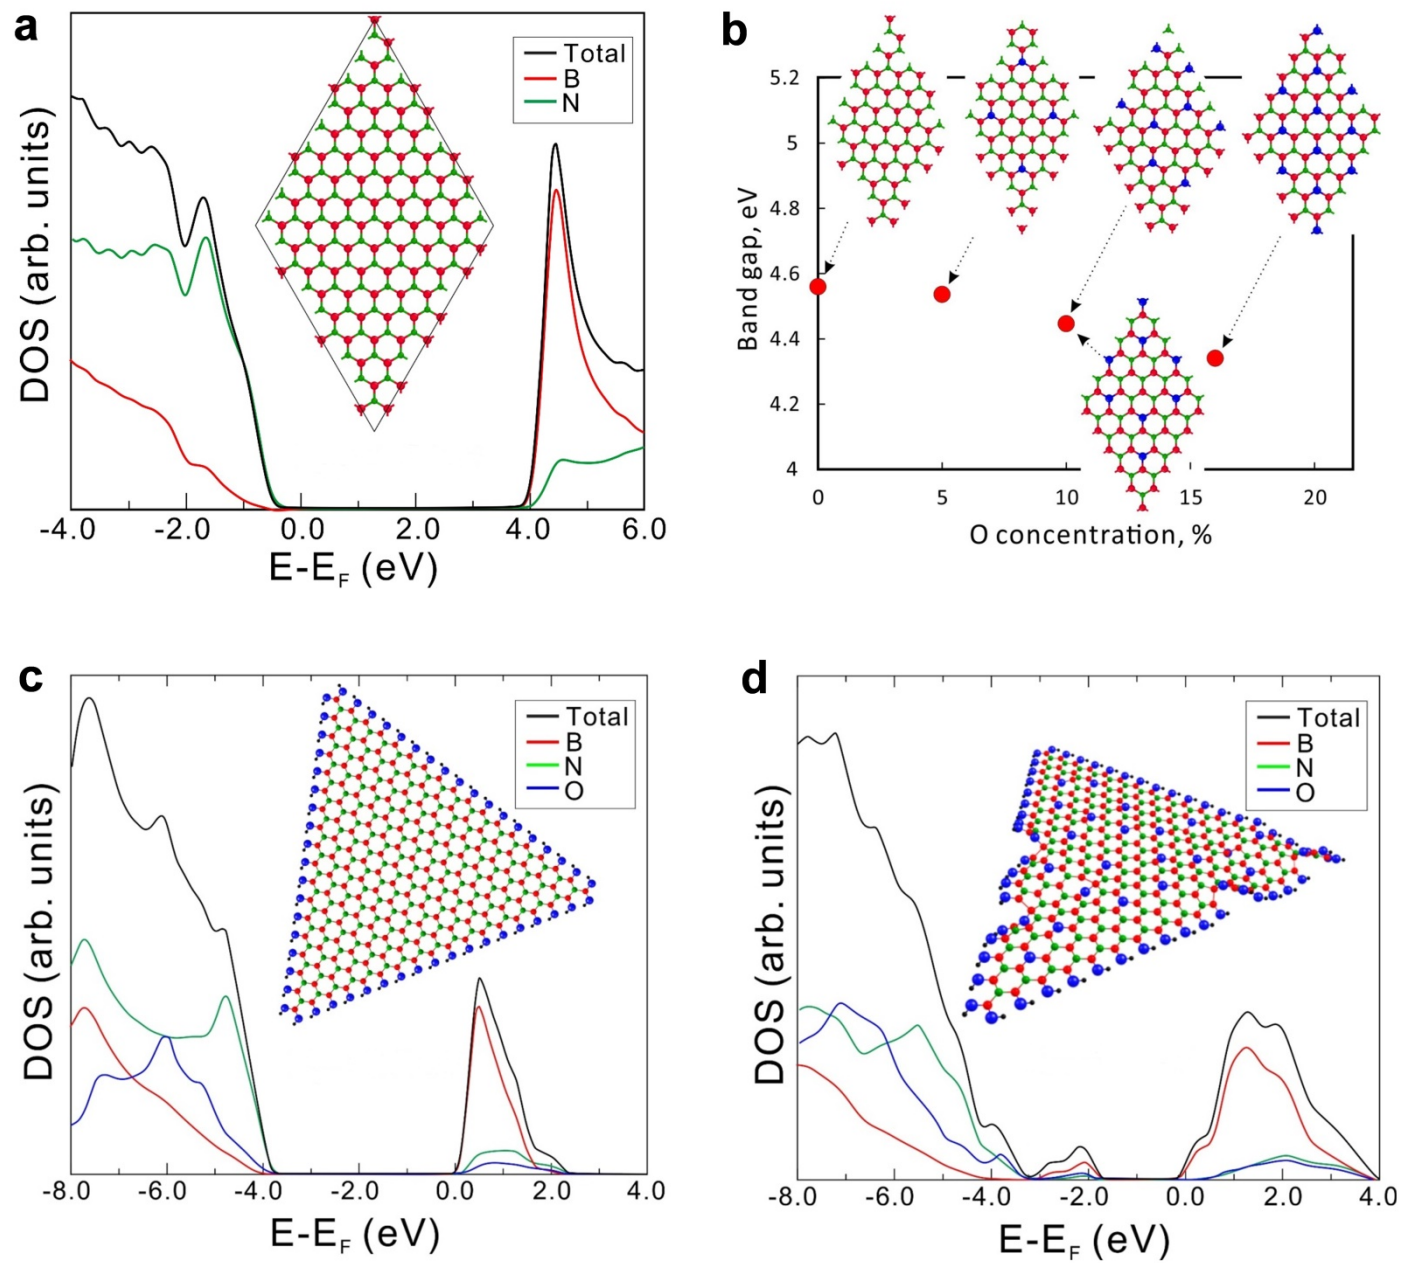 a
Total
B
N
DOS (arb. units)
-4.0 -2.0 0.0 2.0 4.0 6.0
E-EF (eV)
b
5.2
5
4.8
4.6
4.4
4.2
4
Band gap, eV
0 5 10 15 20
O concentration, %
c
Total
B
N
O
DOS (arb. units)
-8.0 -6.0 -4.0 -2.0 0.0 2.0 4.0
E-EF (eV)
d
Total
B
N
O
DOS (arb. units)
-8.0 -6.0 -4.0 -2.0 0.0 2.0 4.0
E-EF (eV)